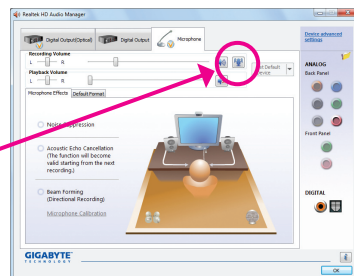 Realtek HD Audio Manager
Digital Output(Optical)
Digital Output
Microphone
Device advanced settings
Recording Volume
L
R
Set Default Device
Playback Volume
L
R
Microphone Effects
Default Format
ANALOG
Back Panel
Noise Suppression
Acoustic Echo Cancellation
(The function will become
valid starting from the next
recording.)
Front Panel
Beam Forming
(Directional Recording)
Microphone Calibration
DIGITAL
GIGABYTE
TECHNOLOGY
OK